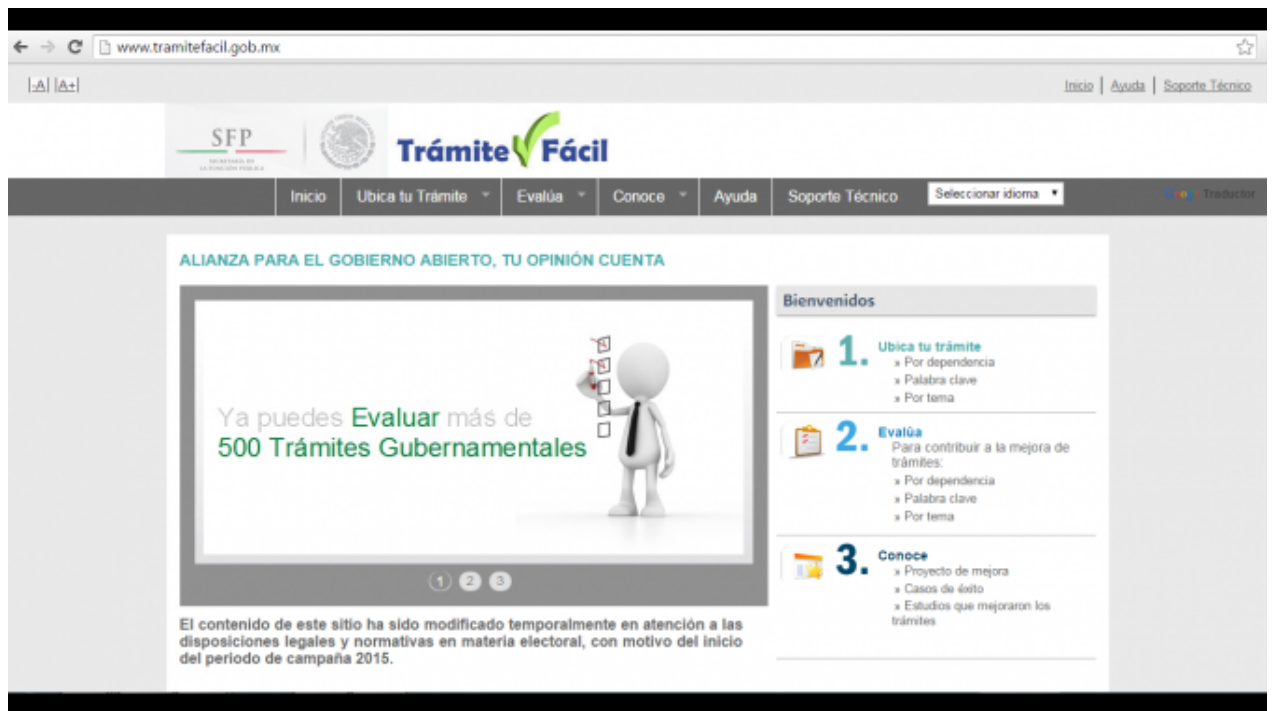 www.tramitefacil.gob.mx
|-A| |A+|
Inicio | Ayuda | Soporte Técnico
SFP
SECRETARÍA DE
LA FUNCIÓN PÚBLICA
Trámite Fácil
Inicio Ubica tu Trámite Evalúa Conoce Ayuda Soporte Técnico Seleccionar idioma Traductor
ALIANZA PARA EL GOBIERNO ABIERTO, TU OPINIÓN CUENTA
Ya puedes Evaluar más de
500 Trámites Gubernamentales
1 2 3
El contenido de este sitio ha sido modificado temporalmente en atención a las
disposiciones legales y normativas en materia electoral, con motivo del inicio
del periodo de campaña 2015.
Bienvenidos
1. Ubica tu trámite
» Por dependencia
» Palabra clave
» Por tema
2. Evalúa
Para contribuir a la mejora de
trámites:
» Por dependencia
» Palabra clave
» Por tema
3. Conoce
» Proyecto de mejora
» Casos de éxito
» Estudios que mejoraron los
trámites